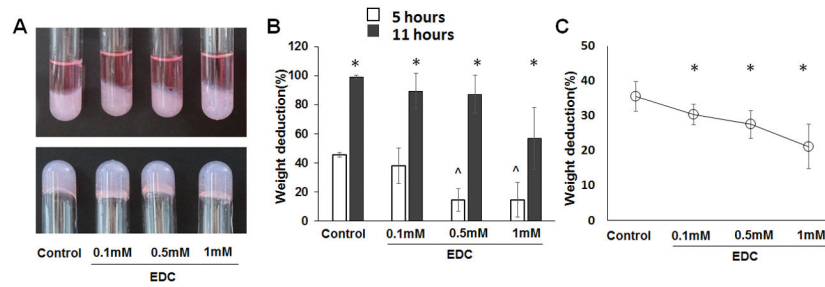 A
Control
0.1mM
0.5mM
1mM
EDC
B
5 hours
11 hours
Weight deduction(%)
120
100
80
60
40
20
0
*
*
*
*
^
^
Control
0.1mM
0.5mM
1mM
EDC
C
Weight deduction(%)
50
40
30
20
10
0
*
*
*
Control
0.1mM
0.5mM
1mM
EDC